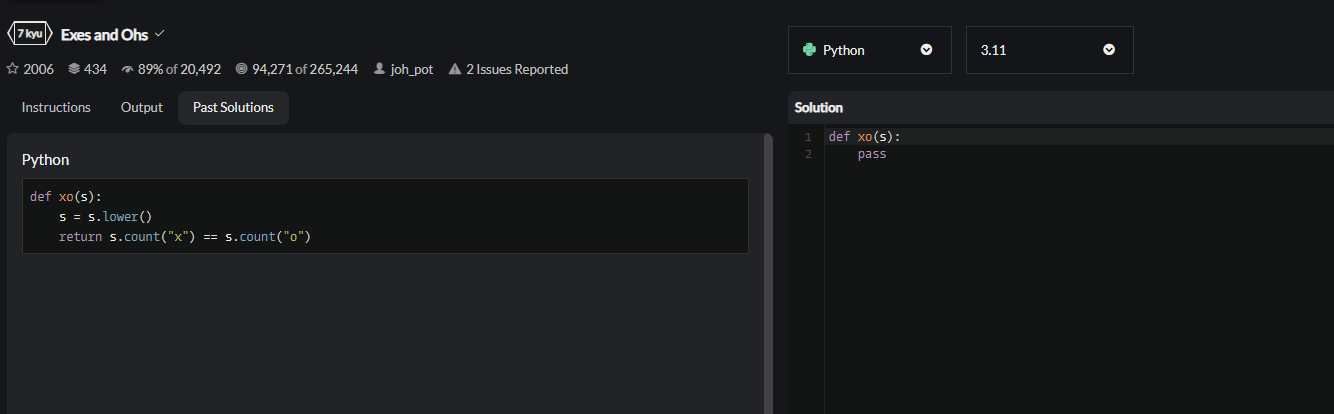 7 kyu Exes and Ohs
2006 434 89% of 20,492 94,271 of 265,244 joh_pot 2 Issues Reported
Instructions Output Past Solutions
Python
def xo(s):
    s = s.lower()
    return s.count("x") == s.count("o")
Python 3.11
Solution
1 def xo(s):
2     pass